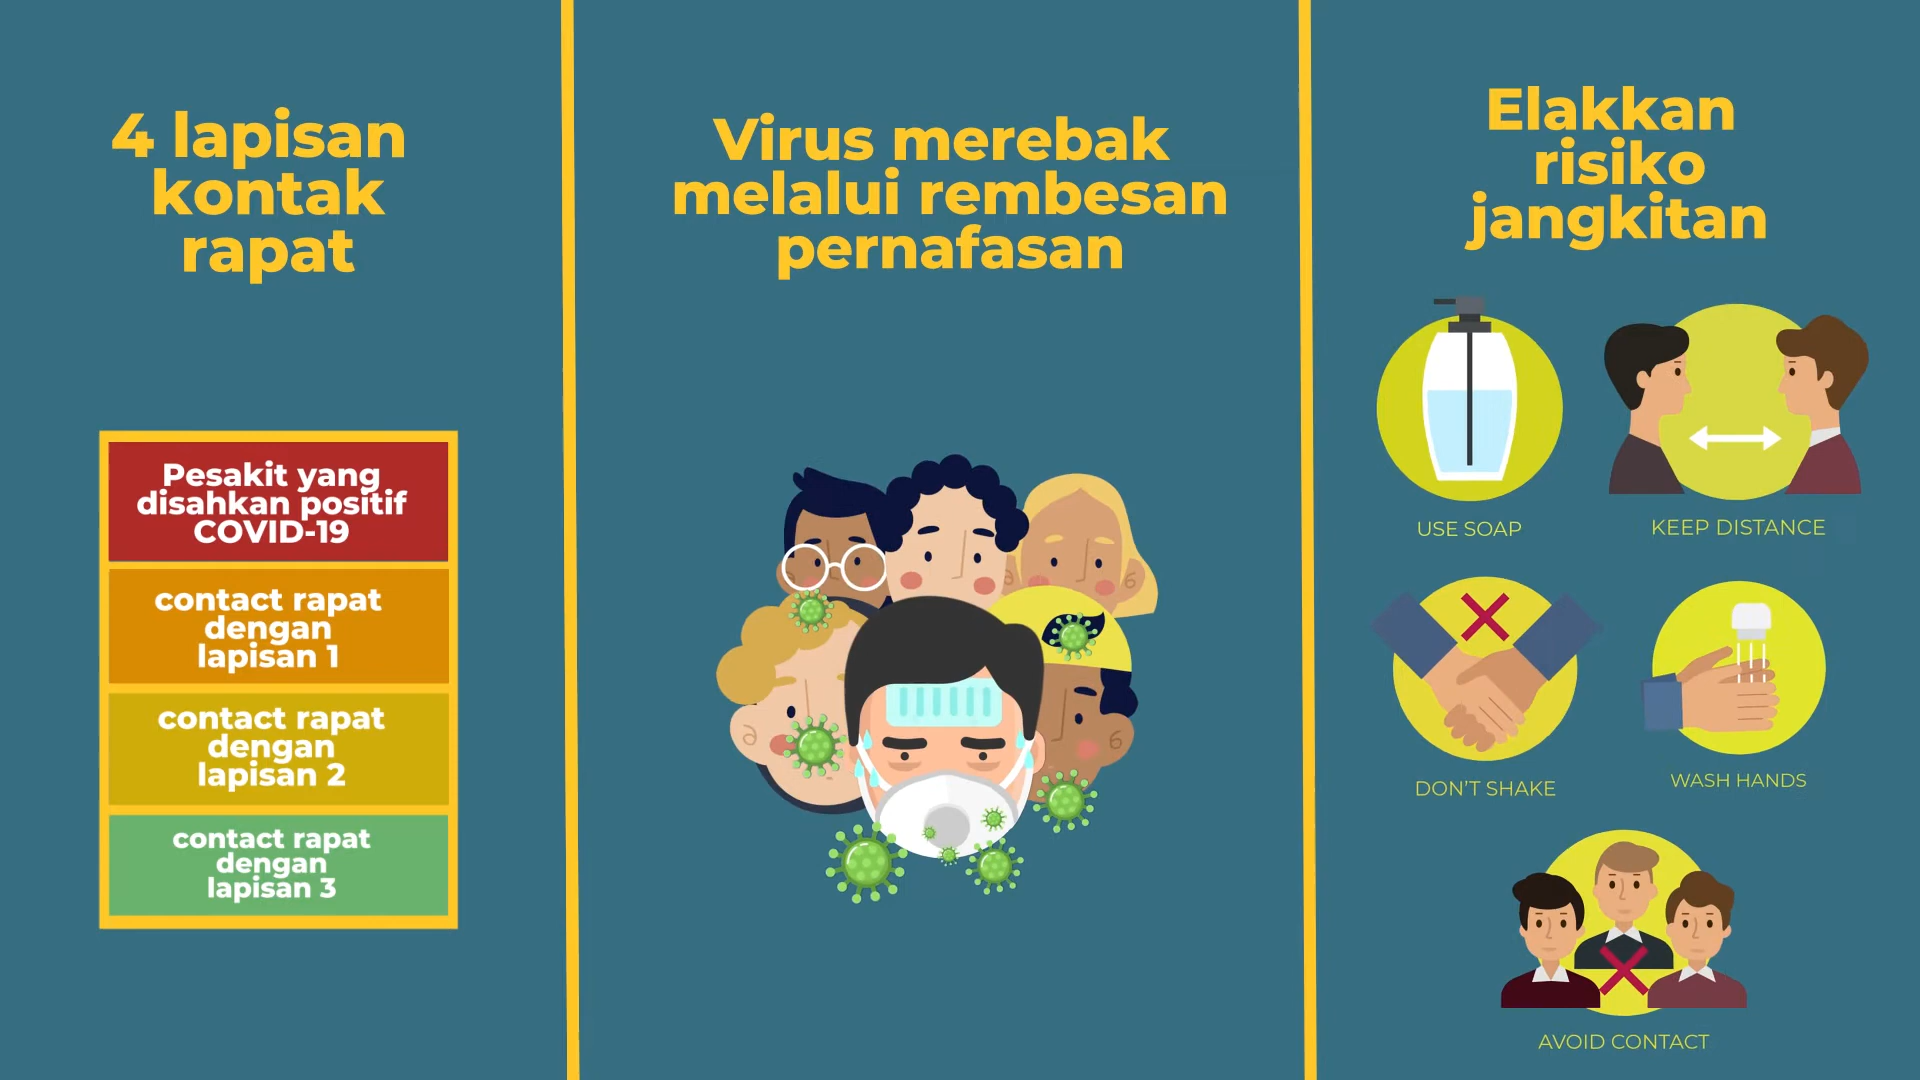 4 lapisan
kontak
rapat
Pesakit yang
disahkan positif
COVID-19
contact rapat
dengan
lapisan 1
contact rapat
dengan
lapisan 2
contact rapat
dengan
lapisan 3
Virus merebak
melalui rembesan
pernafasan
Elakkan
risiko
jangkitan
USE SOAP
KEEP DISTANCE
DON'T SHAKE
WASH HANDS
AVOID CONTACT